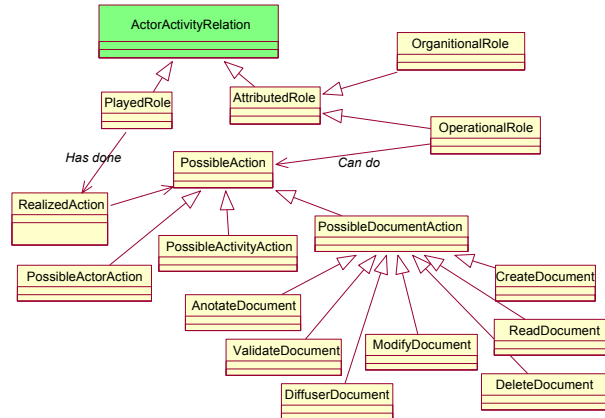 ActorActivityRelation
OrganitionalRole
PlayedRole
AttributedRole
OperationalRole
Has done
Can do
PossibleAction
RealizedAction
PossibleDocumentAction
PossibleActivityAction
PossibleActorAction
CreateDocument
AnotateDocument
ReadDocument
ValidateDocument
ModifyDocument
DiffuserDocument
DeleteDocument